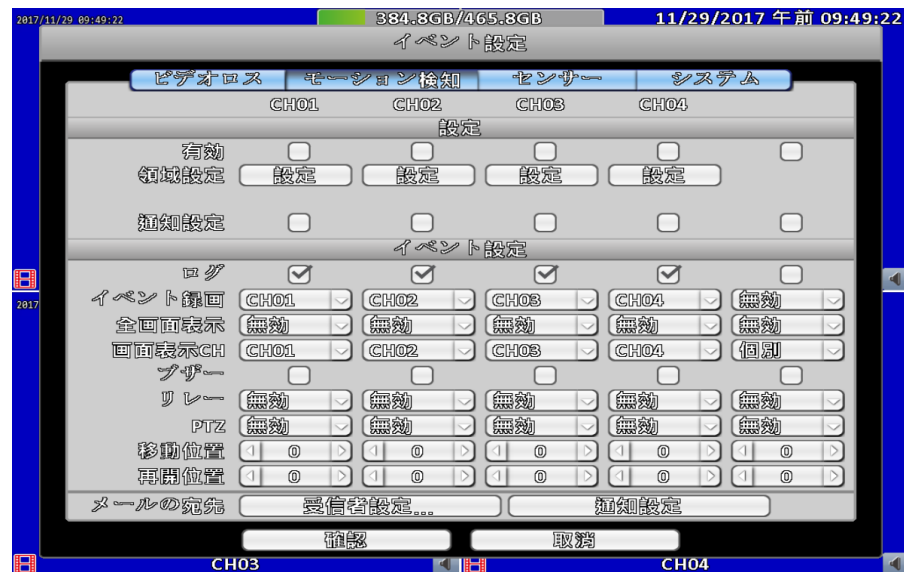 2017/11/29 09:49:22 384.8GB/465.8GB 11/29/2017 午前 09:49:22
イベント設定
ビデオロス モーション検知 センサー システム
CH01 CH02 CH03 CH04
設定
有効
領域設定 設定 設定 設定 設定
通知設定
イベント設定
ログ
2017
イベント録画 CH01 CH02 CH03 CH04 無効
全画面表示 無効 無効 無効 無効 無効
画面表示CH CH01 CH02 CH03 CH04 個別
ブザー
リレー 無効 無効 無効 無効 無効
PTZ 無効 無効 無効 無効 無効
移動位置 0 0 0 0 0
再開位置 0 0 0 0 0
メールの宛先 受信者設定... 通知設定
確認 取消
CH03 CH04